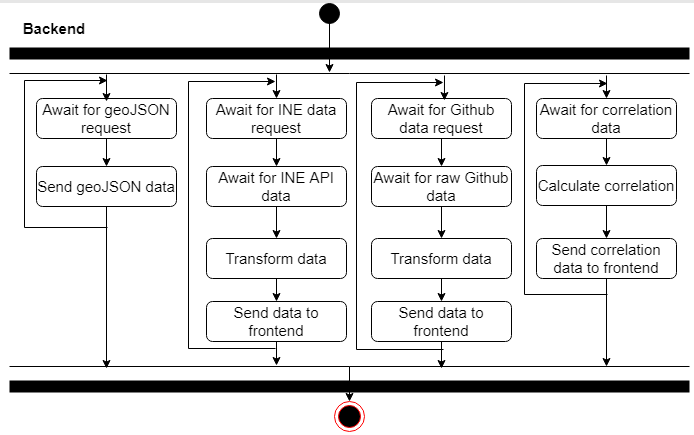 Backend
Await for geoJSON
request
Send geoJSON data
Await for INE data
request
Await for INE API
data
Transform data
Send data to
frontend
Await for Github
data request
Await for raw Github
data
Transform data
Send data to
frontend
Await for correlation
data
Calculate correlation
Send correlation
data to frontend